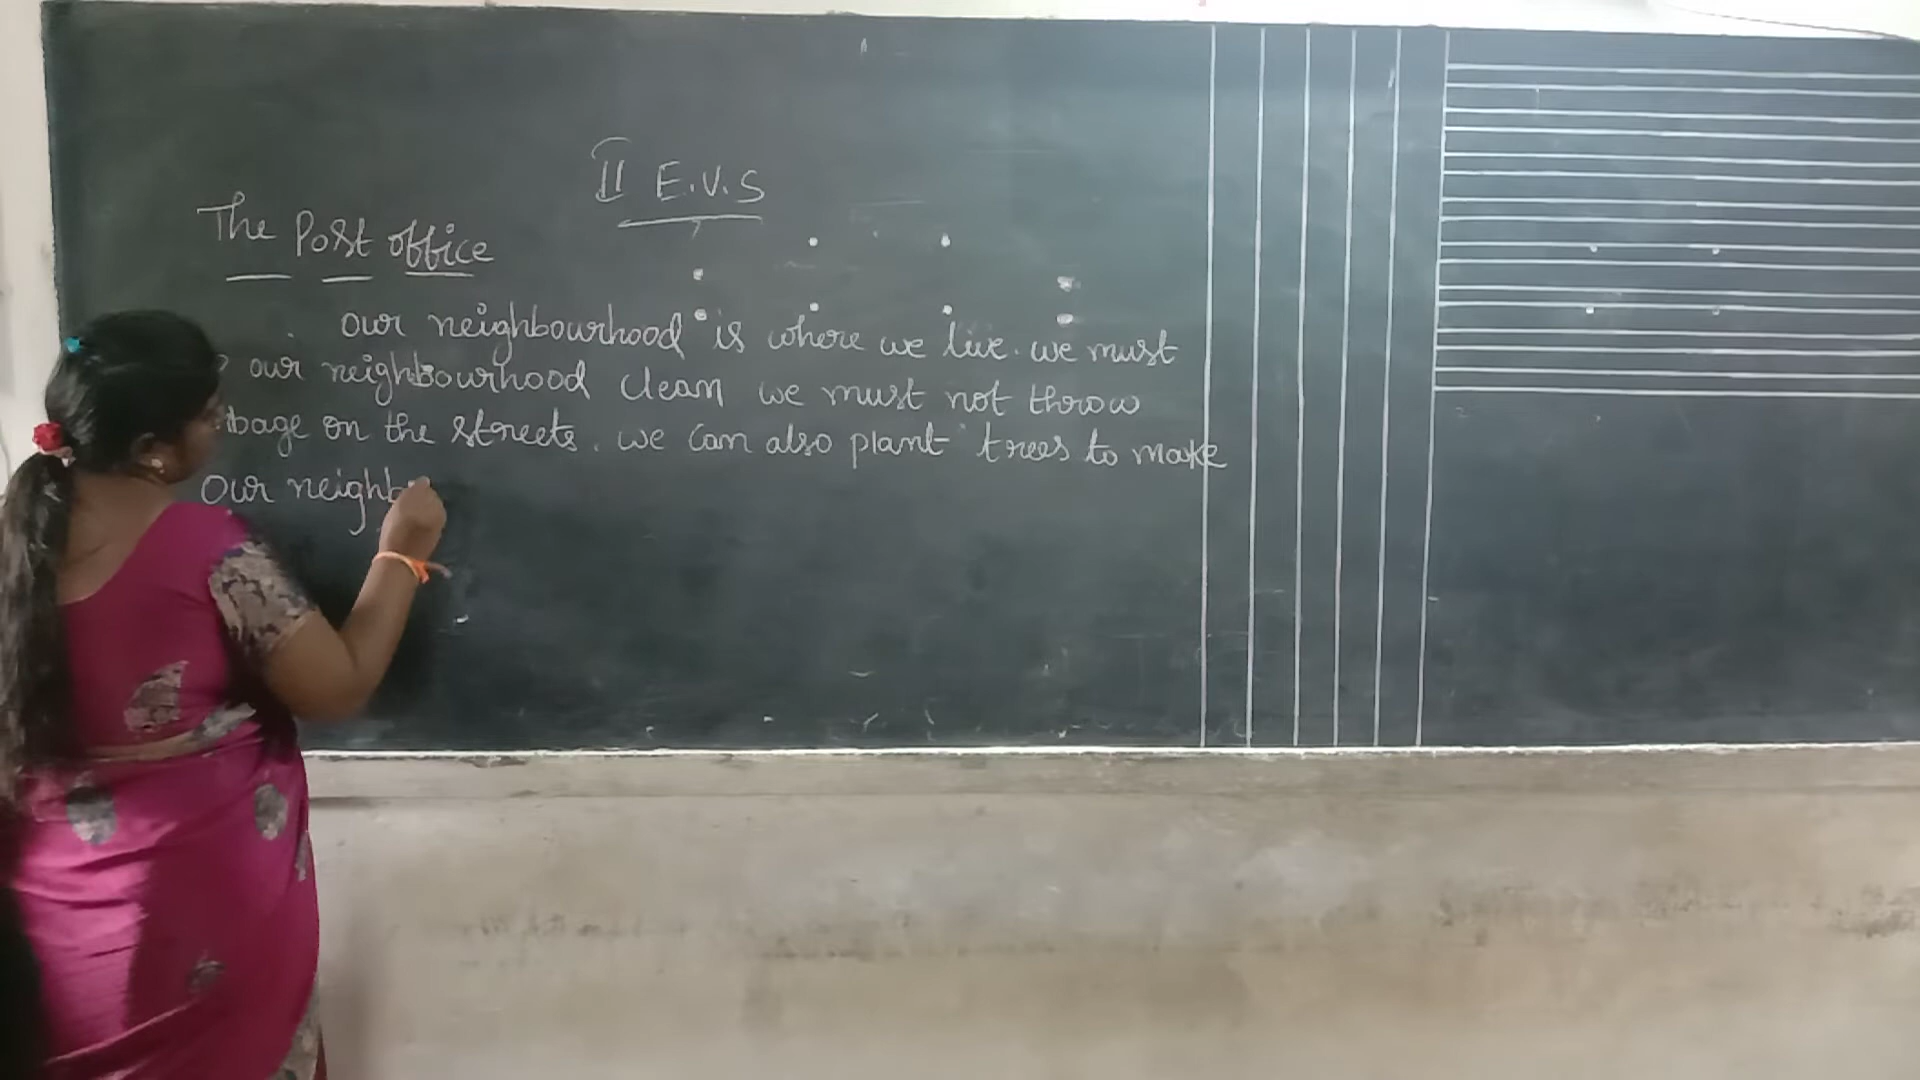 II E.V.S
The Post office
our neighbourhood is where we live. we must
our neighbourhood clean we must not throw
bage on the streets. we can also plant trees to make
Our neighb